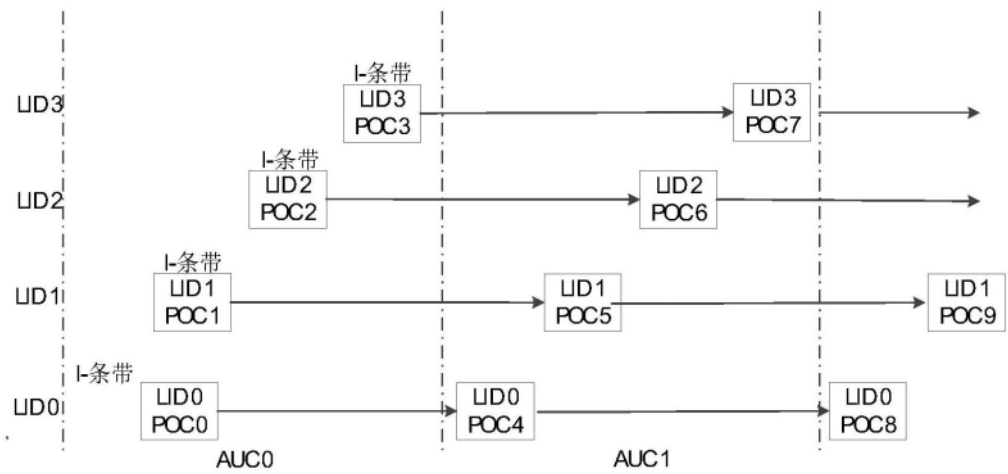 I-条带
LID3
LID3
POC3
LID3
POC7
I-条带
LID2
LID2
POC2
LID2
POC6
I-条带
LID1
LID1
POC1
LID1
POC5
LID1
POC9
I-条带
LID0
LID0
POC0
LID0
POC4
LID0
POC8
AUC0
AUC1